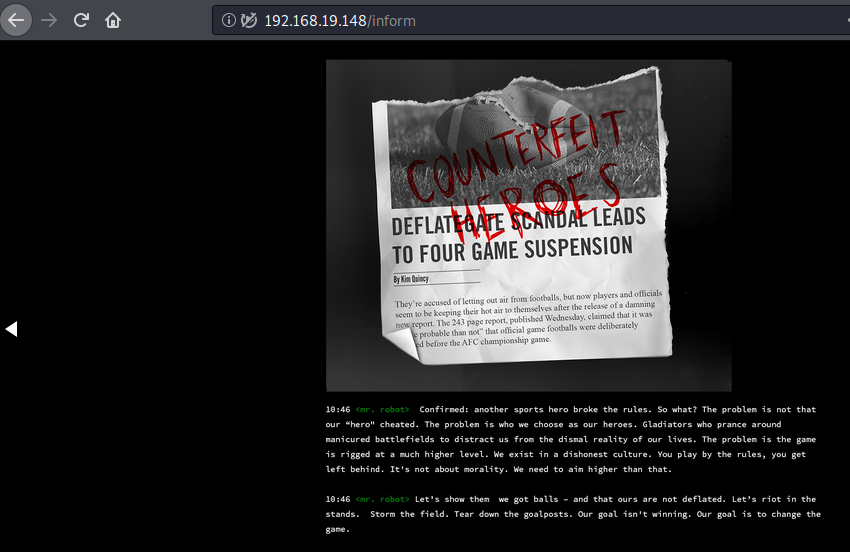 192.168.19.148/inform
COUNTERFEIT
HEROES
DEFLATEGATE SCANDAL LEADS
TO FOUR GAME SUSPENSION
By Kim Quincy
They're accused of letting out air from footballs, but now players and officials
seem to be keeping their hot air to themselves after the release of a damning
new report. The 243 page report, published Wednesday, claimed that it was
probable than not" that official game footballs were deliberately
before the AFC championship game.
10:46 <mr. robot> Confirmed: another sports hero broke the rules. So what? The problem is not that
our “hero" cheated. The problem is who we choose as our heroes. Gladiators who prance around
manicured battlefields to distract us from the dismal reality of our lives. The problem is the game
is rigged at a much higher level. We exist in a dishonest culture. You play by the rules, you get
left behind. It's not about morality. We need to aim higher than that.
10:46 <mr. robot> Let’s show them we got balls – and that ours are not deflated. Let’s riot in the
stands. Storm the field. Tear down the goalposts. Our goal isn't winning. Our goal is to change the
game.